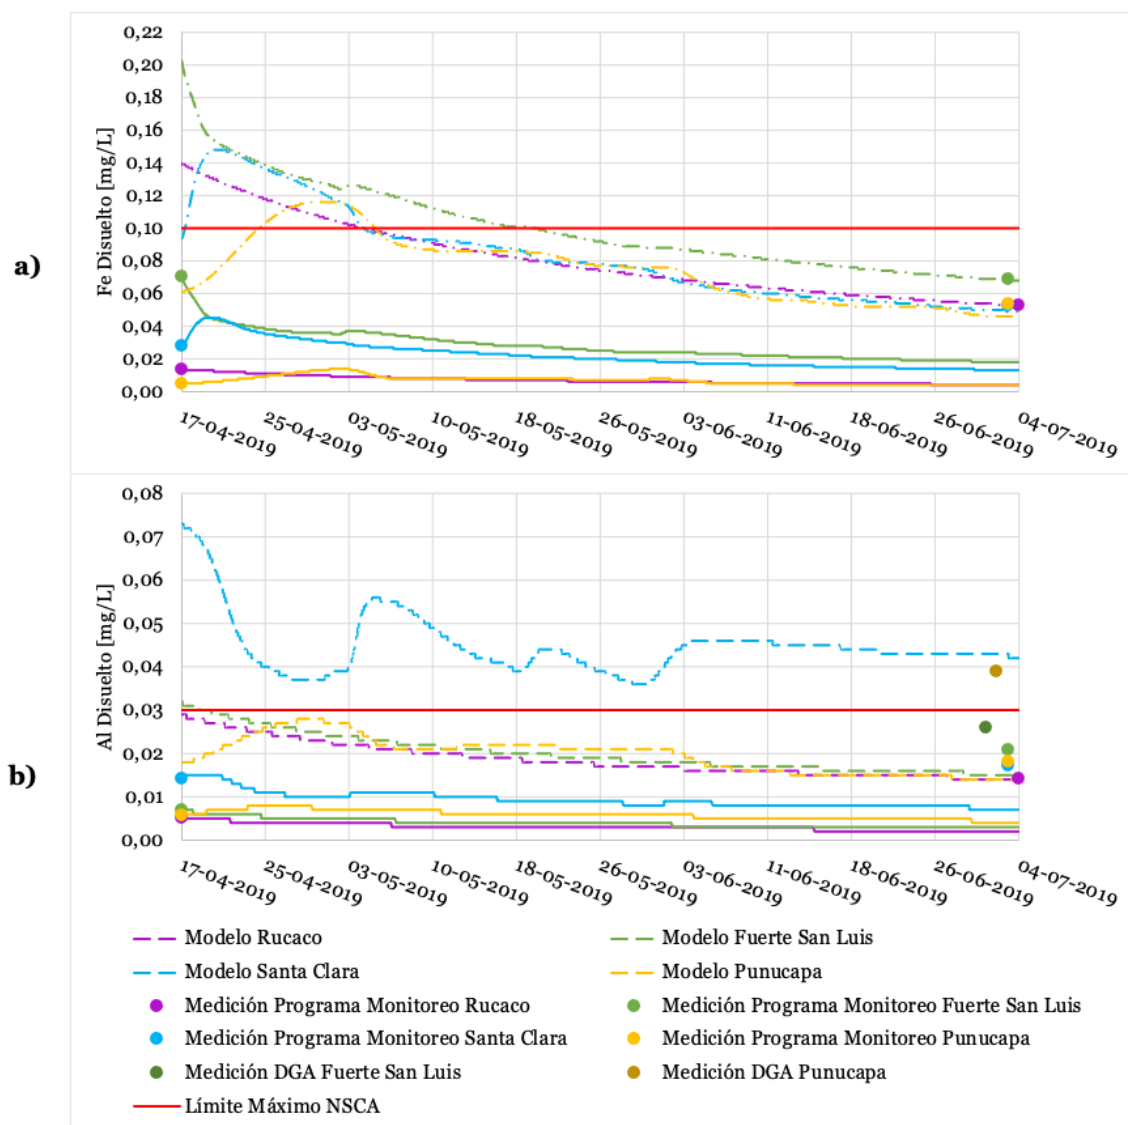 a)
Fe Disuelto [mg/L]
0,22
0,20
0,18
0,16
0,14
0,12
0,10
0,08
0,06
0,04
0,02
0,00
17-04-2019
25-04-2019
03-05-2019
10-05-2019
18-05-2019
26-05-2019
03-06-2019
11-06-2019
18-06-2019
26-06-2019
04-07-2019
b)
Al Disuelto [mg/L]
0,08
0,07
0,06
0,05
0,04
0,03
0,02
0,01
0,00
17-04-2019
25-04-2019
03-05-2019
10-05-2019
18-05-2019
26-05-2019
03-06-2019
11-06-2019
18-06-2019
26-06-2019
04-07-2019
Modelo Rucaco
Modelo Fuerte San Luis
Modelo Santa Clara
Modelo Punucapa
Medición Programa Monitoreo Rucaco
Medición Programa Monitoreo Fuerte San Luis
Medición Programa Monitoreo Santa Clara
Medición Programa Monitoreo Punucapa
Medición DGA Fuerte San Luis
Medición DGA Punucapa
Límite Máximo NSCA